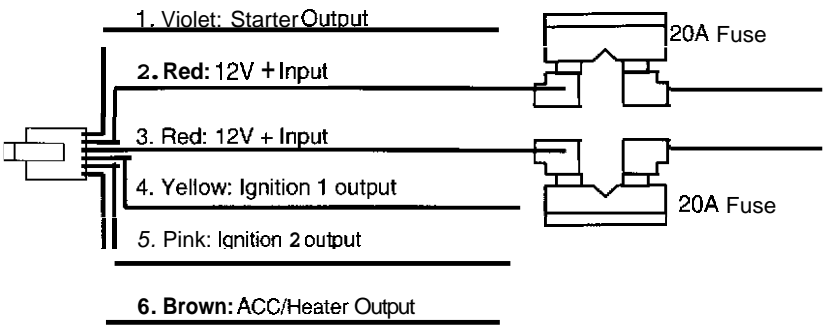 1. Violet: Starter Output
20A Fuse
2. Red: 12V + Input
3. Red: 12V + Input
4. Yellow: Ignition 1 output
20A Fuse
5. Pink: Ignition 2 output
6. Brown: ACC/Heater Output